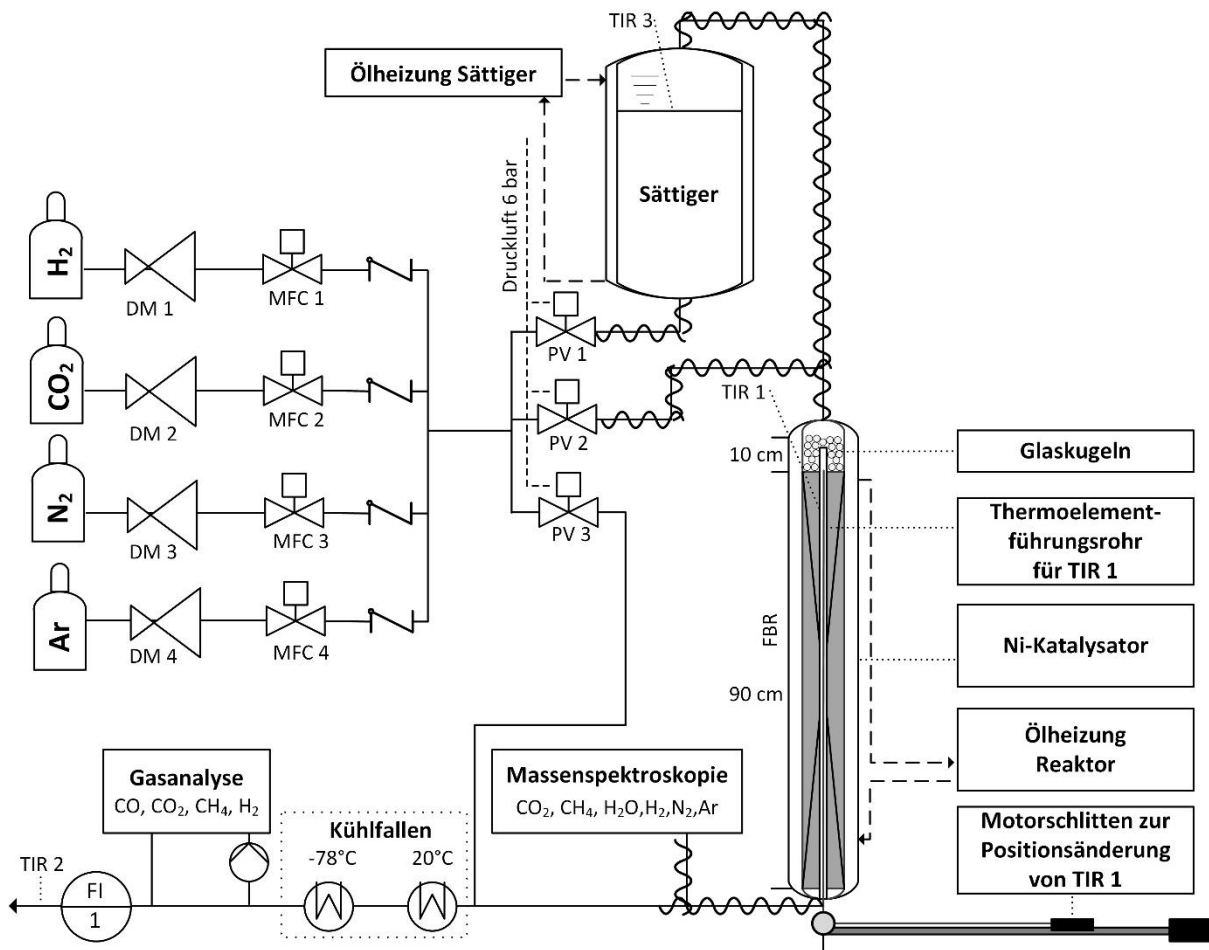 TIR 3
Ölheizung Sättiger
Sättiger
Druckluft 6 bar
H₂
DM 1
MFC 1
PV 1
CO₂
DM 2
MFC 2
PV 2
TIR 1
N₂
DM 3
MFC 3
PV 3
Ar
DM 4
MFC 4
10 cm
FBR
90 cm
Glaskugeln
Thermoelement-
führungsrohr
für TIR 1
Ni-Katalysator
Ölheizung
Reaktor
Motorschlitten zur
Positionsänderung
von TIR 1
Gasanalyse
CO, CO₂, CH₄, H₂
Kühlfallen
-78°C
20°C
Massenspektroskopie
CO₂, CH₄, H₂O,H₂,N₂,Ar
TIR 2
FI
1